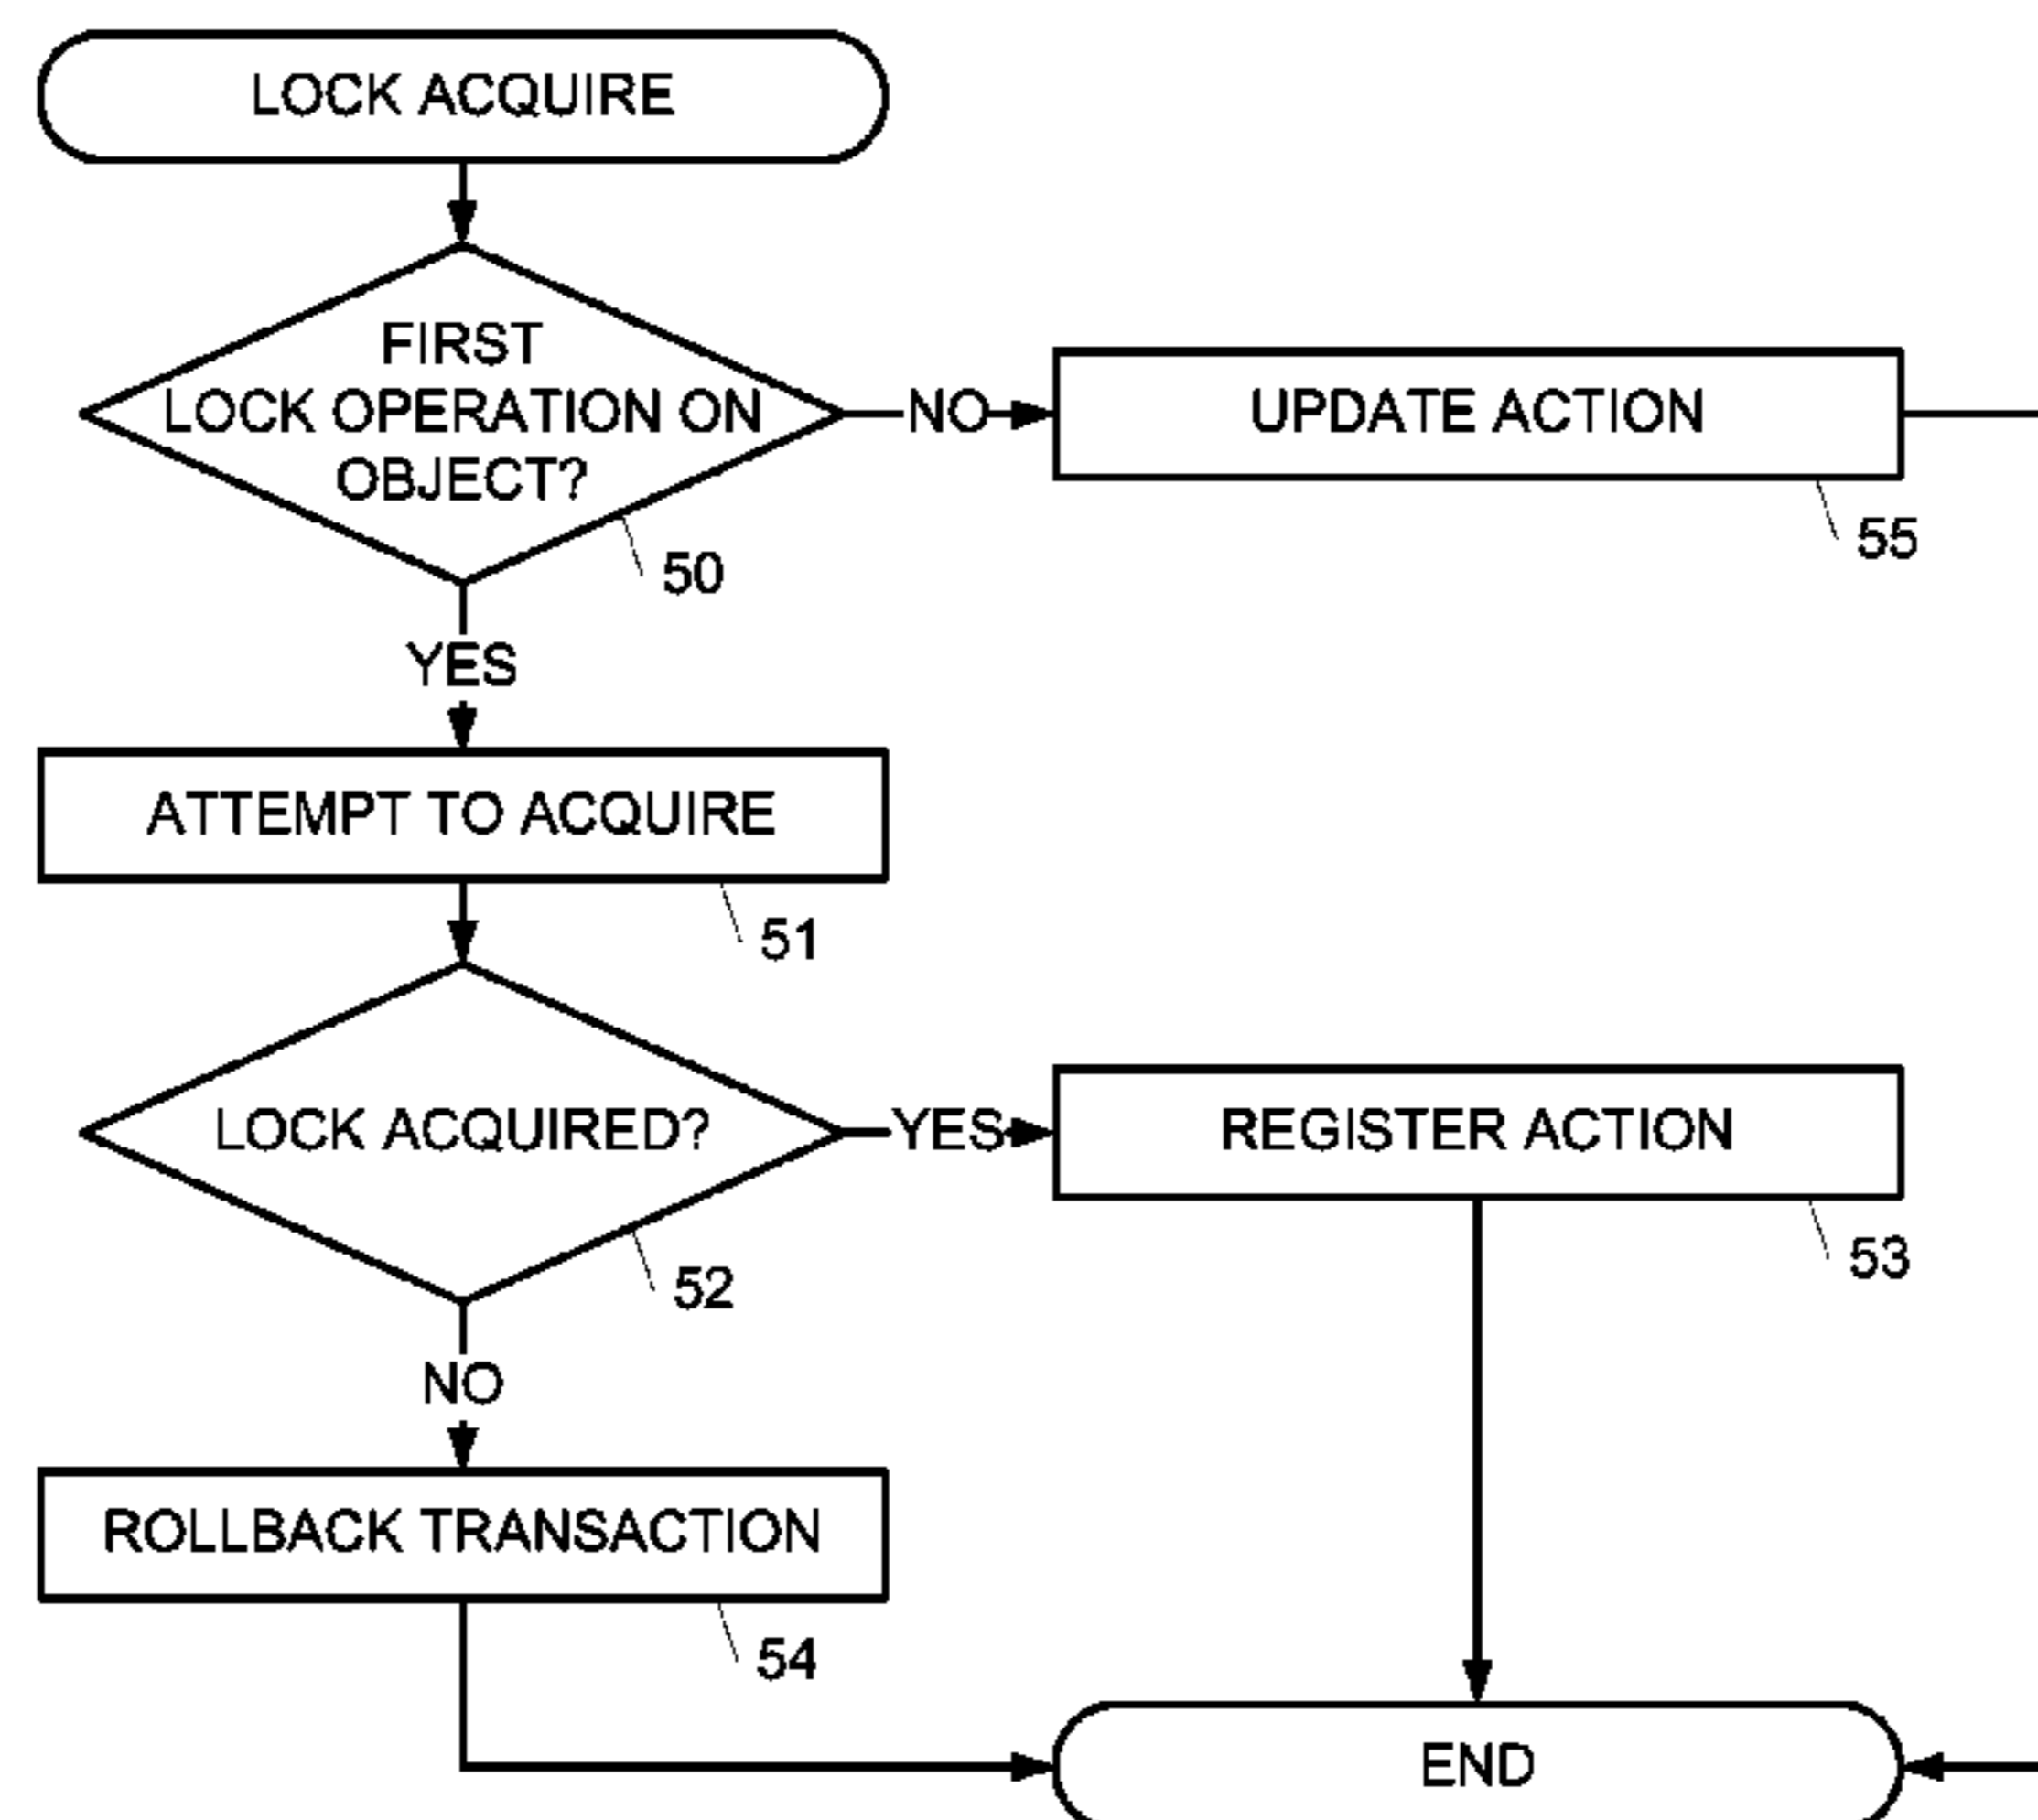 LOCK ACQUIRE
FIRST
LOCK OPERATION ON
OBJECT?
50
NO
UPDATE ACTION
55
YES
ATTEMPT TO ACQUIRE
51
LOCK ACQUIRED?
52
YES
REGISTER ACTION
53
NO
ROLLBACK TRANSACTION
54
END